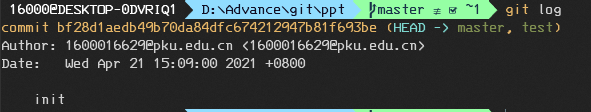 16000@DESKTOP-0DVRIQ1 D:\Advance\git\ppt master ≢ ~1 git log
commit bf28d1aedb49b70da84dfc674212947b81f693be (HEAD -> master, test)
Author: 1600016629@pku.edu.cn <1600016629@pku.edu.cn>
Date: Wed Apr 21 15:09:00 2021 +0800
init